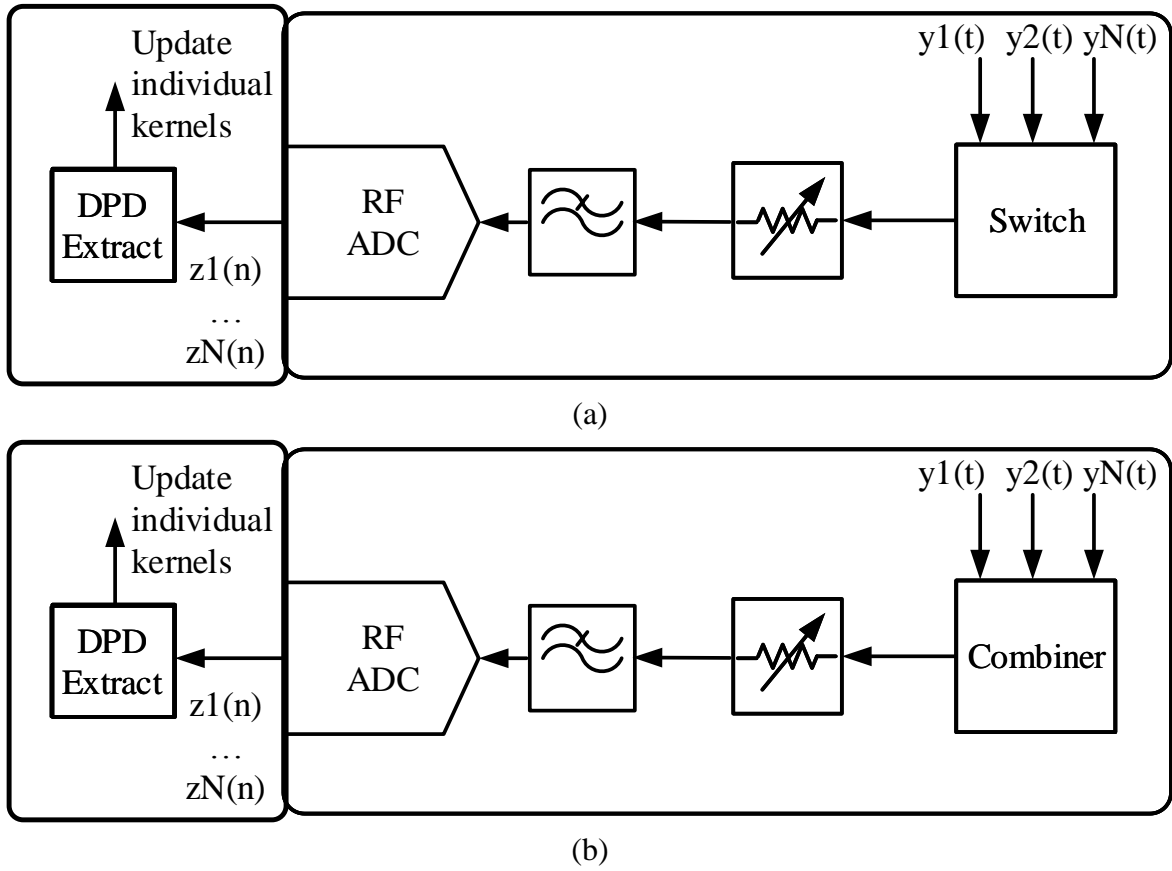 Update
individual
kernels
y1(t) y2(t) yN(t)
DPD
Extract
RF
ADC
Switch
z1(n)
...
zN(n)
(a)
Update
individual
kernels
y1(t) y2(t) yN(t)
DPD
Extract
RF
ADC
Combiner
z1(n)
...
zN(n)
(b)